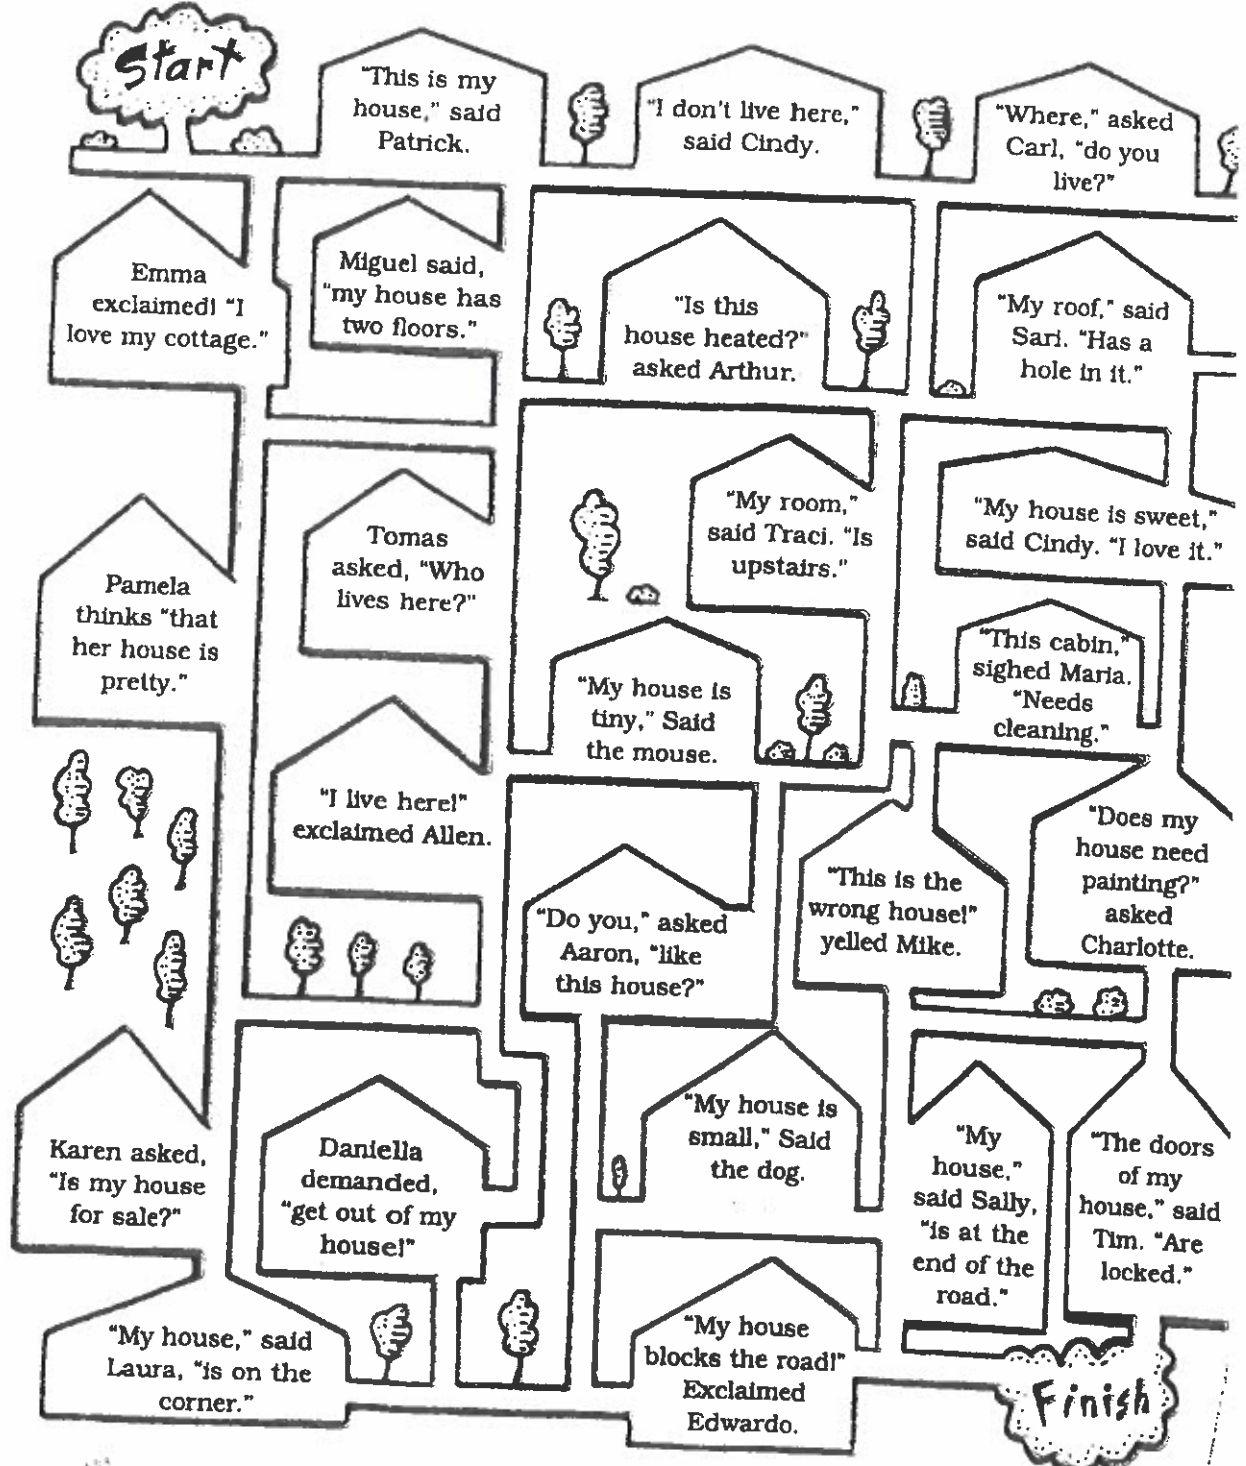 Start
"This is my
house," said
Patrick.
"I don't live here,"
said Cindy.
"Where," asked
Carl, "do you
live?"
Emma
exclaimed! "I
love my cottage."
Miguel said,
"my house has
two floors."
"Is this
house heated?"
asked Arthur.
"My roof," said
Sari. "Has a
hole in it."
Tomas
asked, "Who
lives here?"
"My room,"
said Traci. "Is
upstairs."
"My house is sweet,"
said Cindy. "I love it."
Pamela
thinks "that
her house is
pretty."
"My house is
tiny," Said
the mouse.
"This cabin,"
sighed Maria.
"Needs
cleaning."
"I live here!"
exclaimed Allen.
"Do you," asked
Aaron, "like
this house?"
"This is the
wrong house!"
yelled Mike.
"Does my
house need
painting?"
asked
Charlotte.
Karen asked,
"Is my house
for sale?"
Daniella
demanded,
"get out of my
house!"
"My house is
small," Said
the dog.
"My
house,"
said Sally,
"is at the
end of the
road."
"The doors
of my
house," said
Tim. "Are
locked."
"My house," said
Laura, "is on the
corner."
"My house
blocks the road!"
Exclaimed
Edwardo.
Finish